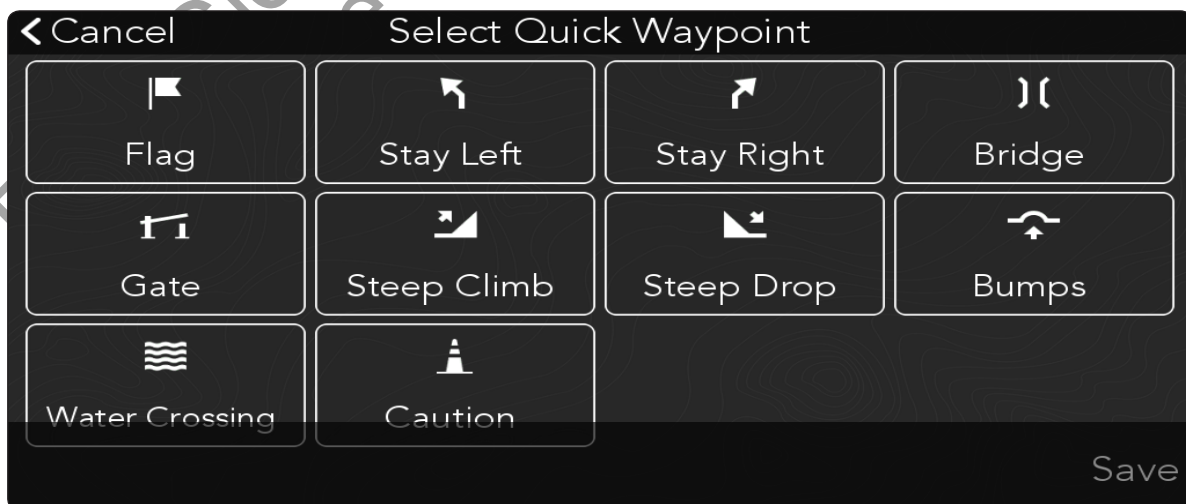 Cancel Select Quick Waypoint
Flag Stay Left Stay Right Bridge
Gate Steep Climb Steep Drop Bumps
Water Crossing Caution
Save